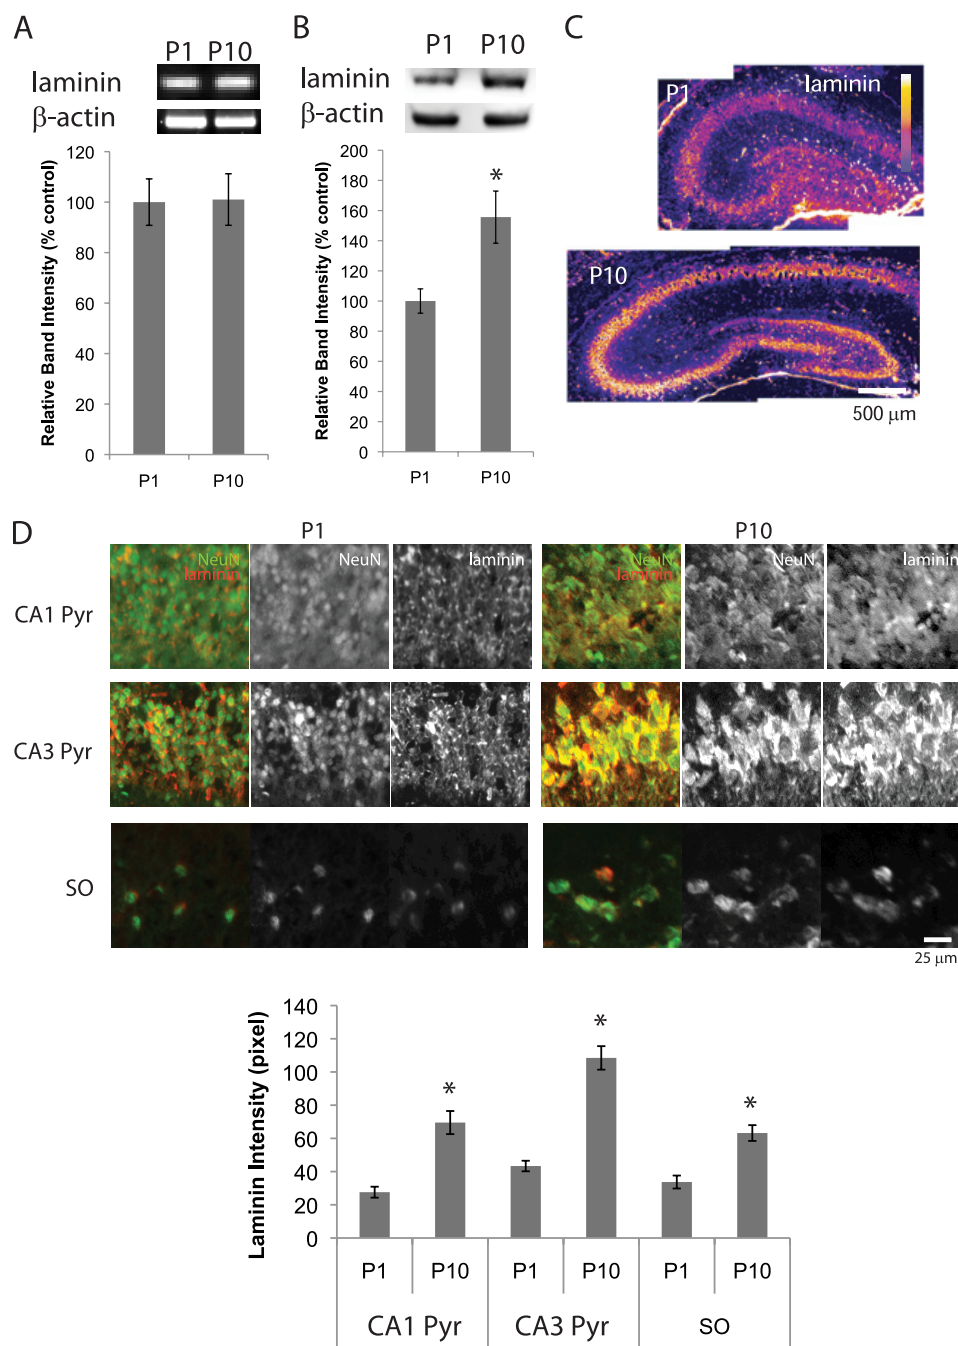 A
P1 P10
laminin
β-actin
Relative Band Intensity (% control)
120
100
80
60
40
20
0
P1
P10
B
P1 P10
laminin
β-actin
Relative Band Intensity (% control)
200
180
160
140
120
100
80
60
40
20
0
*
P1
P10
C
P1
laminin
P10
500 μm
D
P1
P10
NeuN
laminin
NeuN
laminin
NeuN
laminin
NeuN
laminin
CA1 Pyr
CA3 Pyr
SO
25 μm
Laminin Intensity (pixel)
140
120
100
80
60
40
20
0
*
*
*
P1 P10 P1 P10 P1 P10
CA1 Pyr CA3 Pyr SO